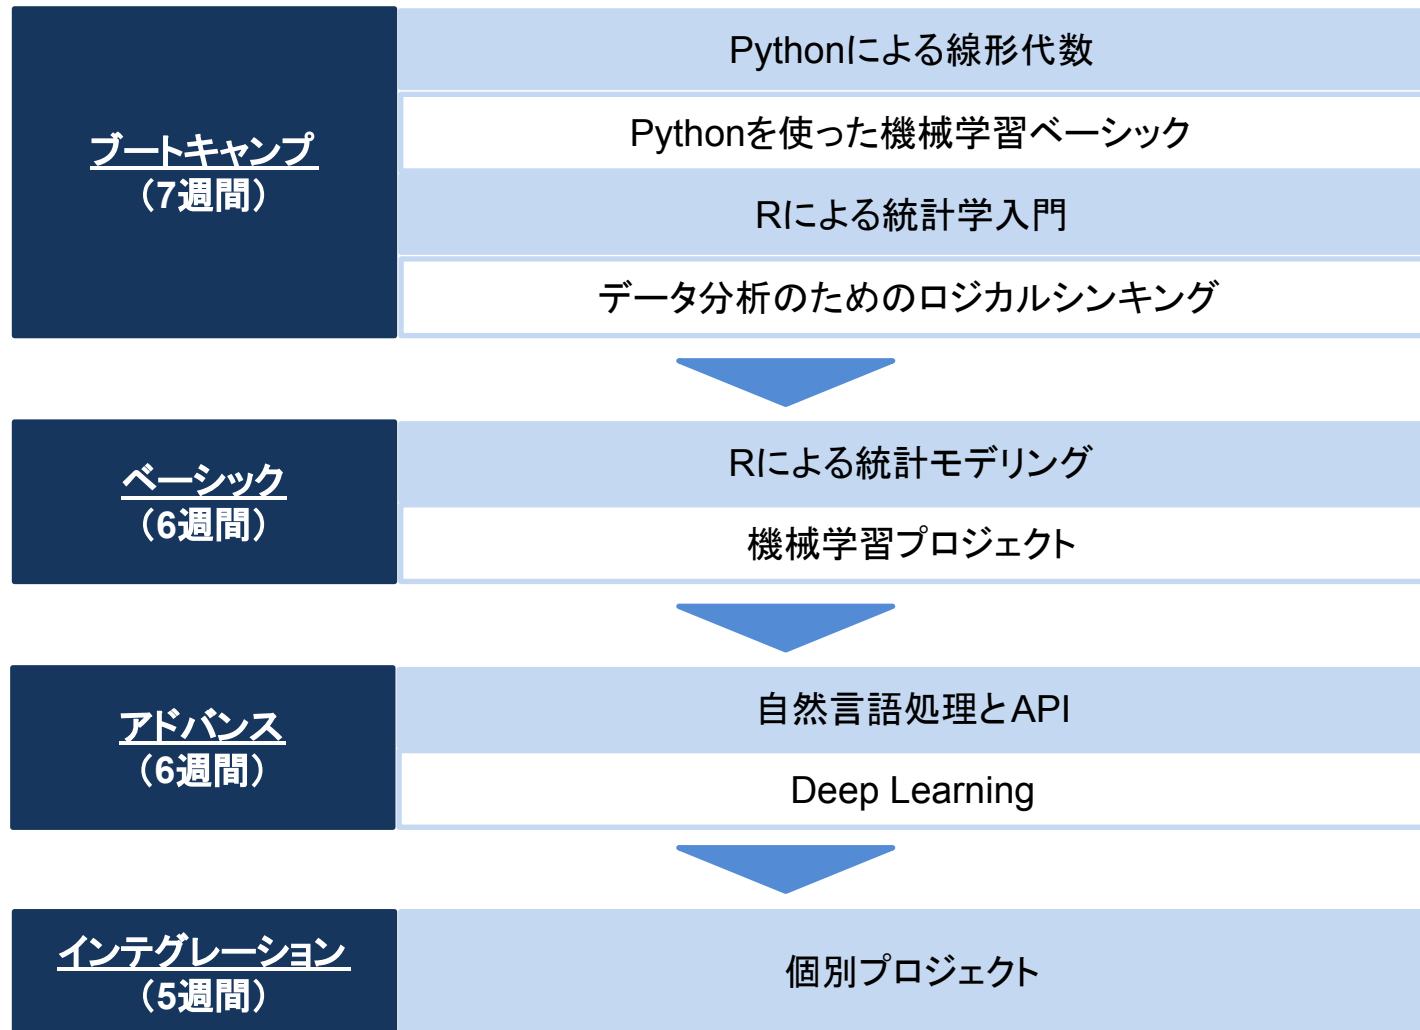 ブートキャンプ
（7週間）
Pythonによる線形代数
Pythonを使った機械学習ベーシック
Rによる統計学入門
データ分析のためのロジカルシンキング
ベーシック
（6週間）
Rによる統計モデリング
機械学習プロジェクト
アドバンス
（6週間）
自然言語処理とAPI
Deep Learning
インテグレーション
（5週間）
個別プロジェクト